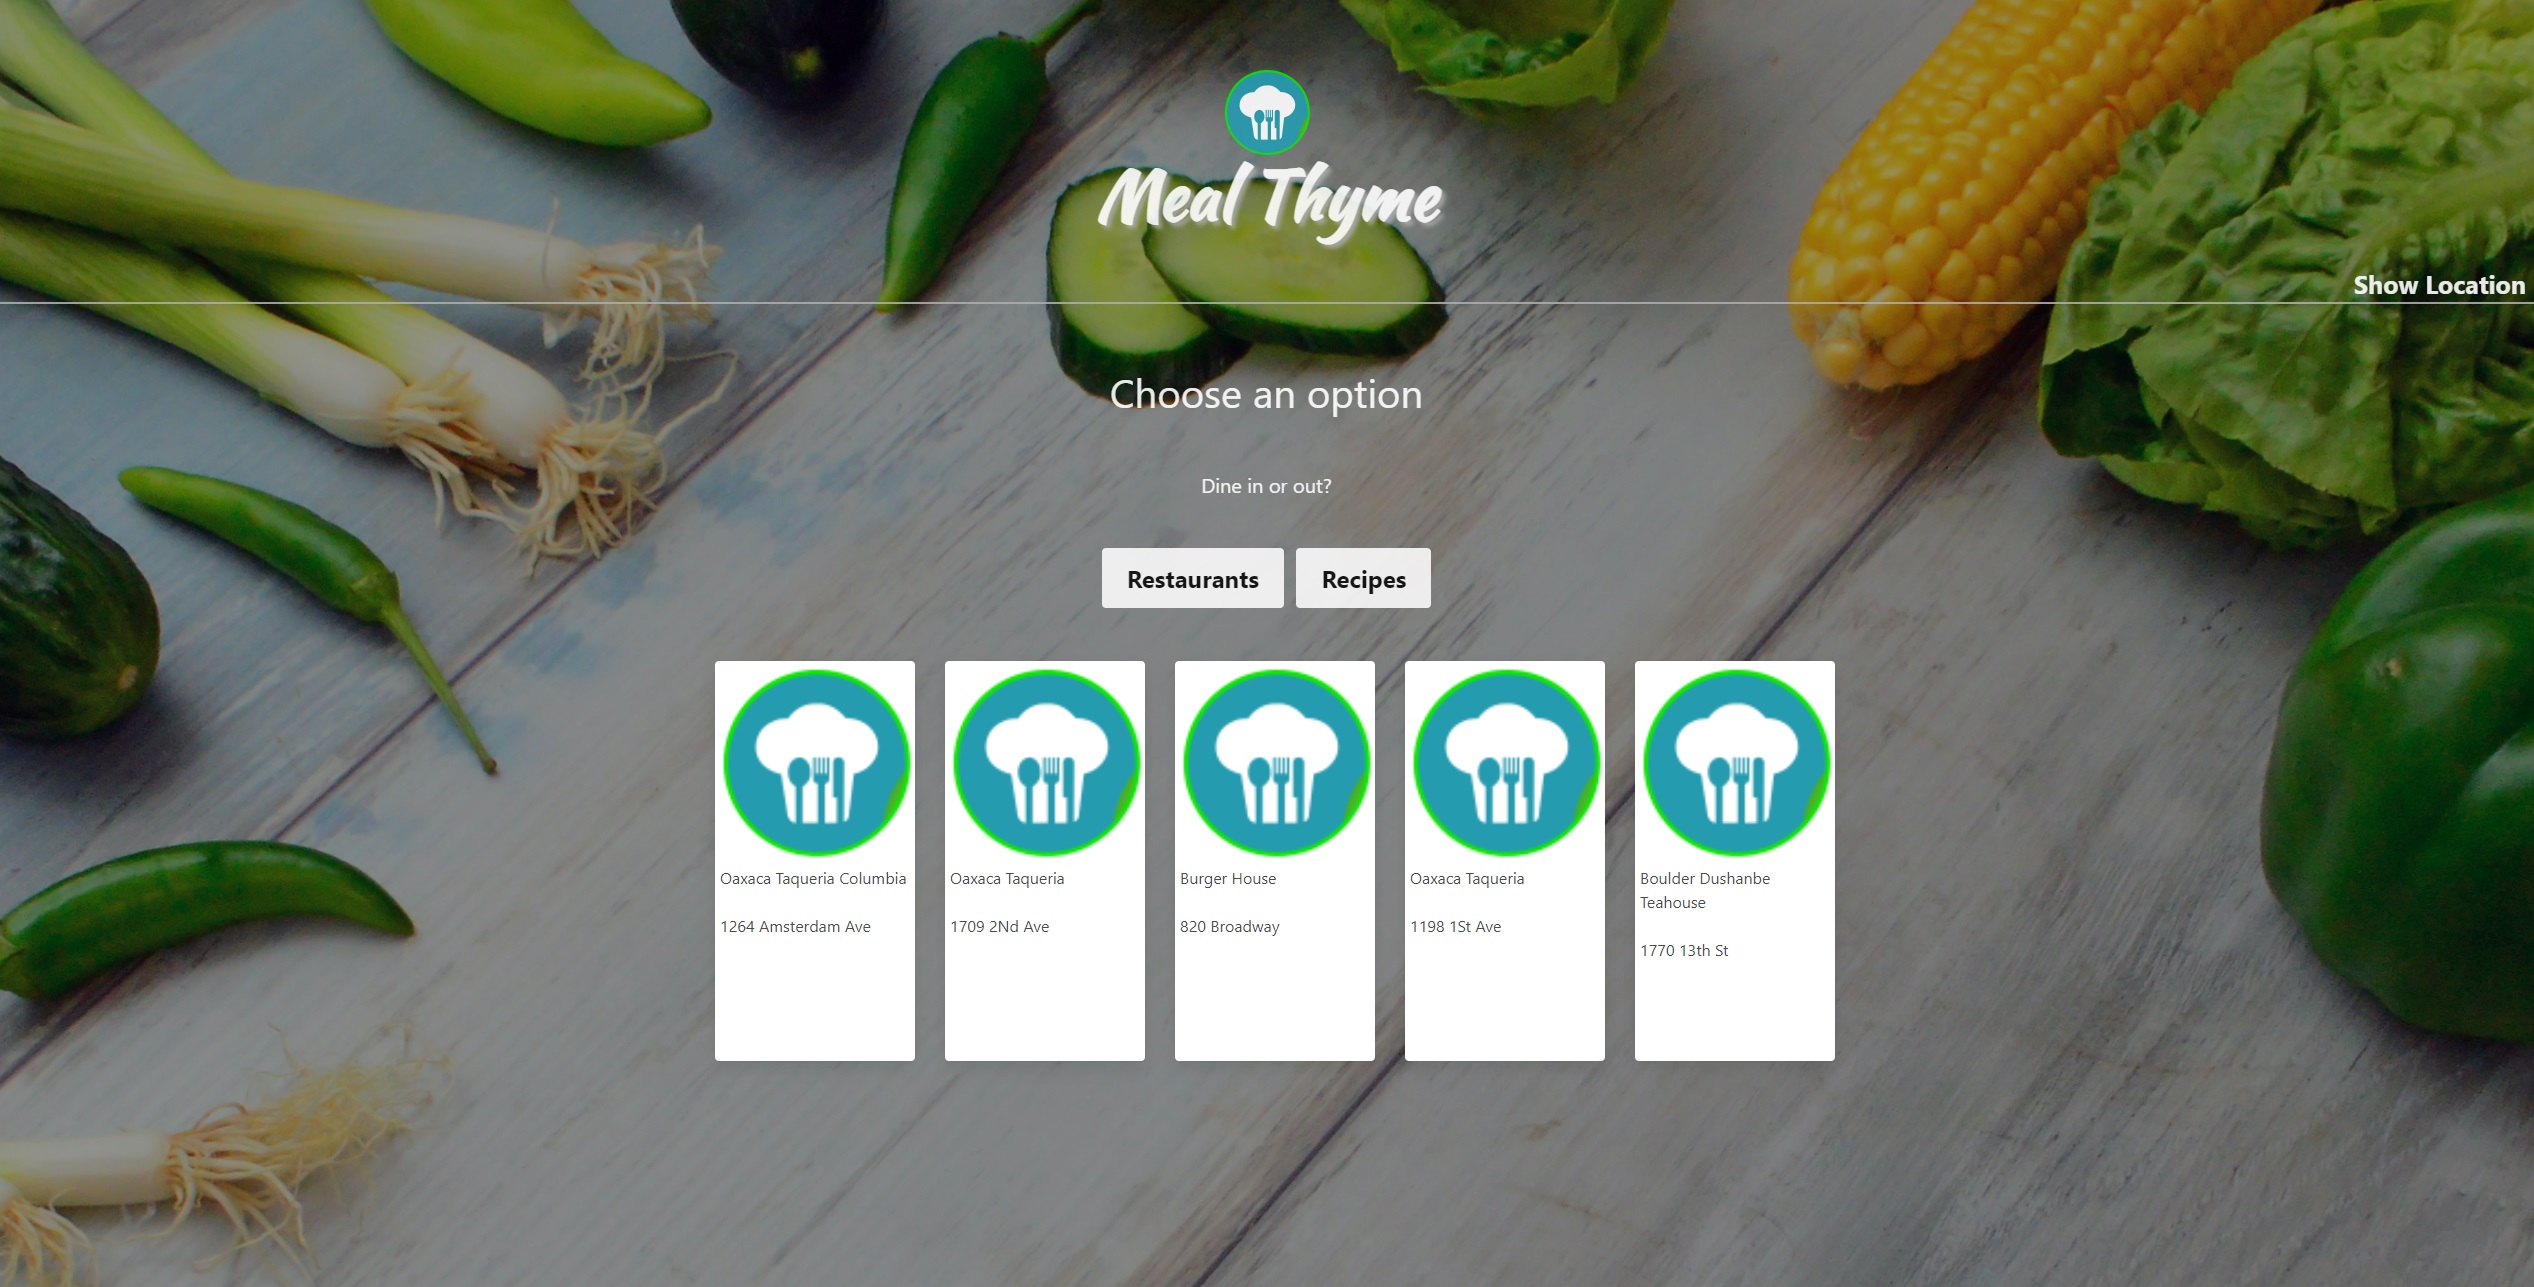 Meal Thyme
Show Location
Choose an option
Dine in or out?
Restaurants
Recipes
Oaxaca Taqueria Columbia
1264 Amsterdam Ave
Oaxaca Taqueria
1709 2Nd Ave
Burger House
820 Broadway
Oaxaca Taqueria
1198 1St Ave
Boulder Dushanbe
Teahouse
1770 13th St